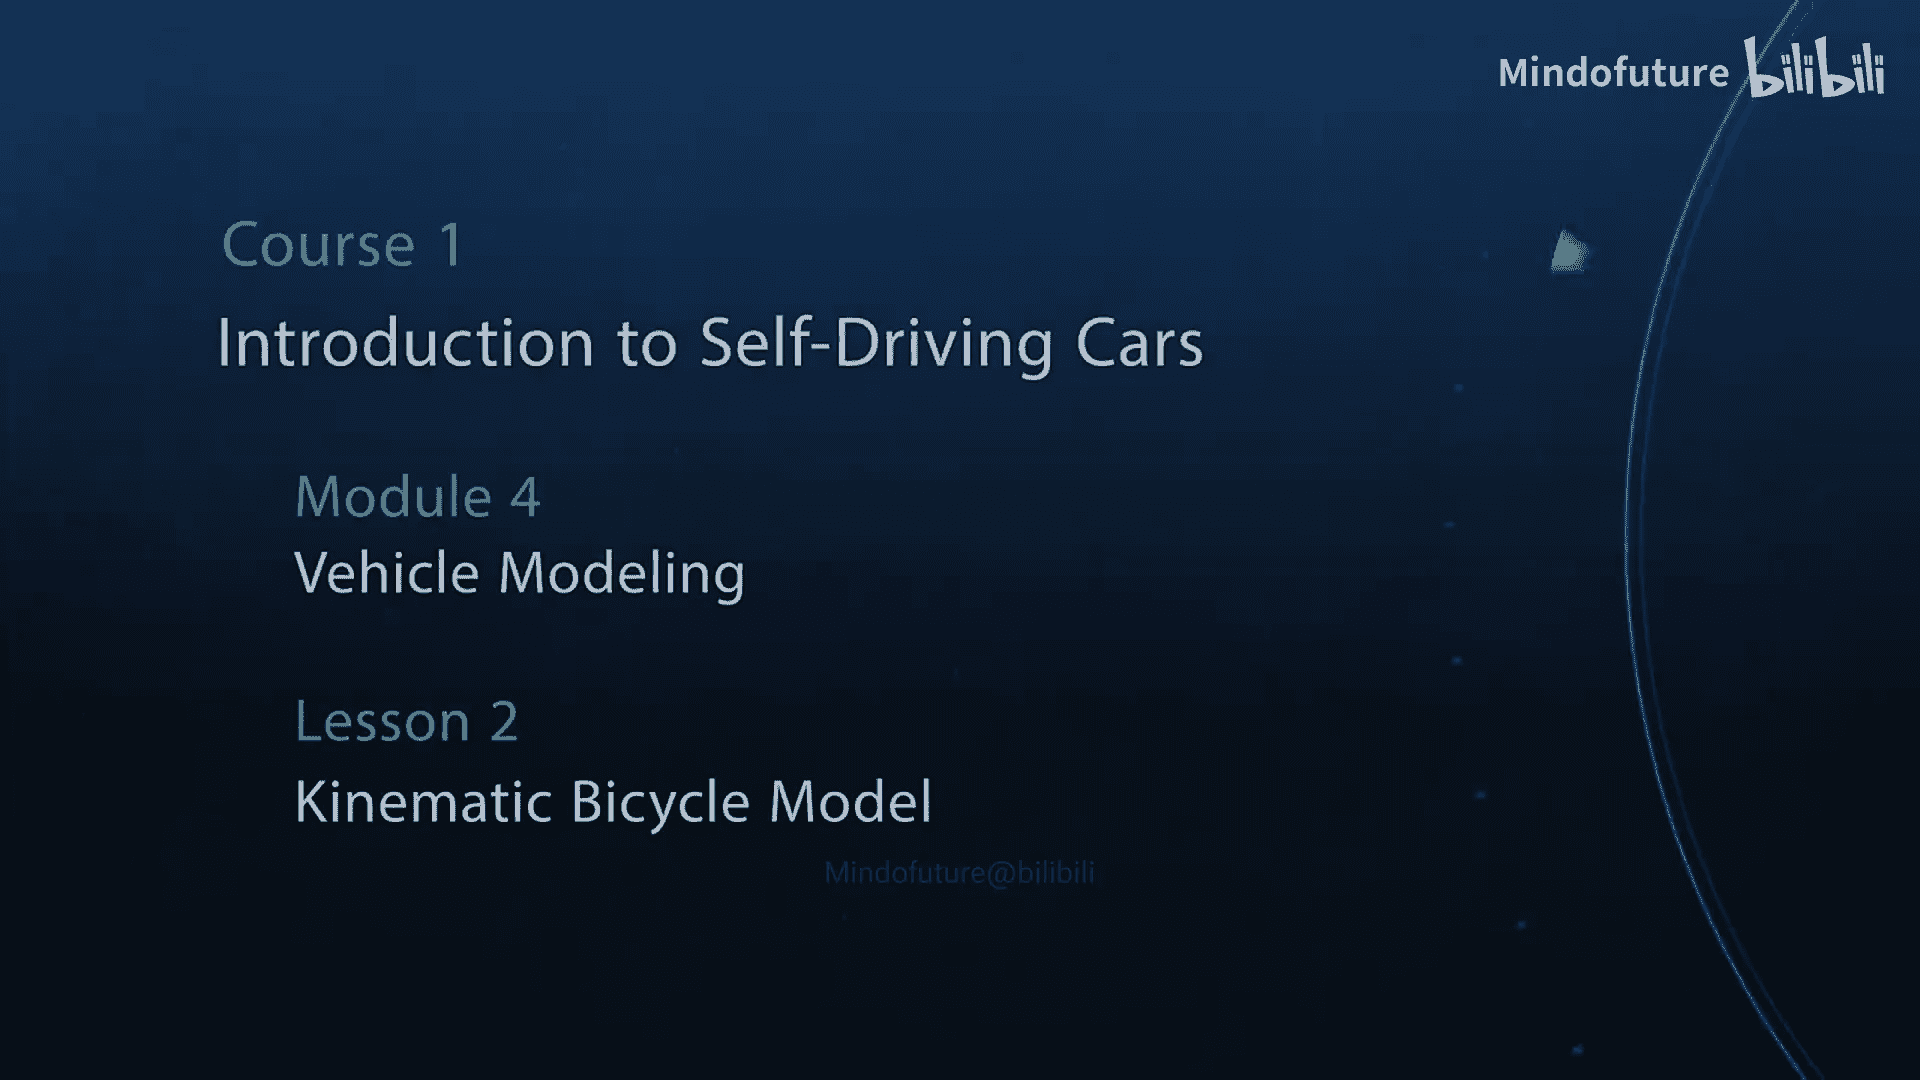 Mindofuture bilibili
Course 1
Introduction to Self-Driving Cars
Module 4
Vehicle Modeling
Lesson 2
Kinematic Bicycle Model
Mindofuture@bilibili